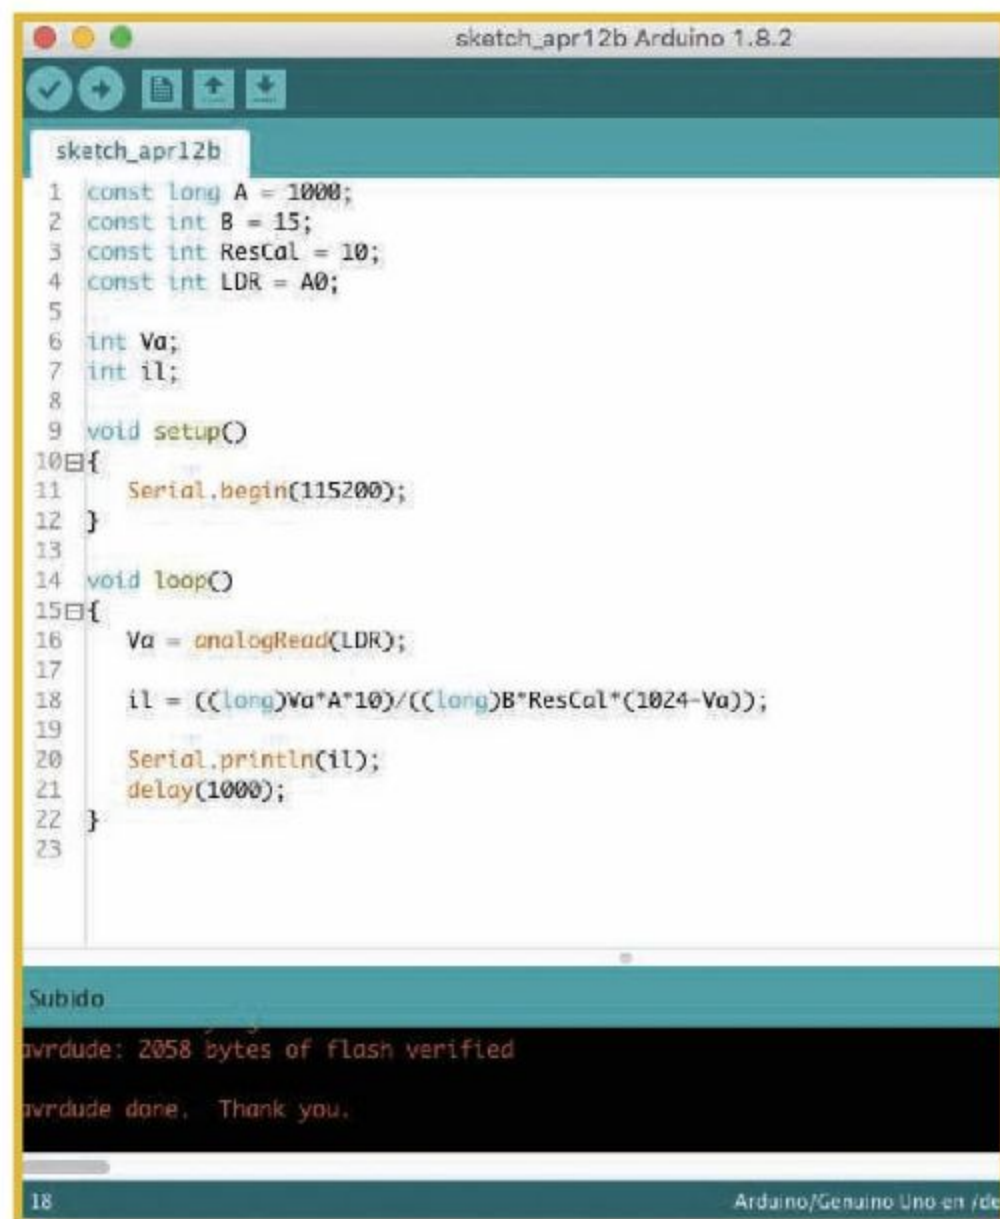 sketch_apr12b Arduino 1.8.2
sketch_apr12b
1 const long A = 1000;
2 const int B = 15;
3 const int ResCal = 10;
4 const int LDR = A0;
5
6 int Va;
7 int il;
8
9 void setup()
10 {
11 Serial.begin(115200);
12 }
13
14 void loop()
15 {
16 Va = analogRead(LDR);
17
18 il = ((long)Va*A*10)/((long)B*ResCal*(1024-Va));
19
20 Serial.println(il);
21 delay(1000);
22 }
23
Subido
avrdude: 2058 bytes of flash verified
avrdude done. Thank you.
18 Arduino/Genuino Uno en /de